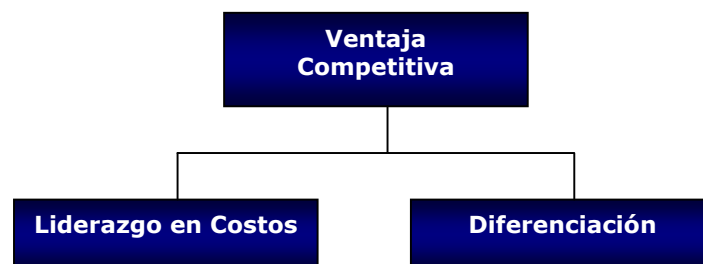 Ventaja
Competitiva
Liderazgo en Costos
Diferenciación